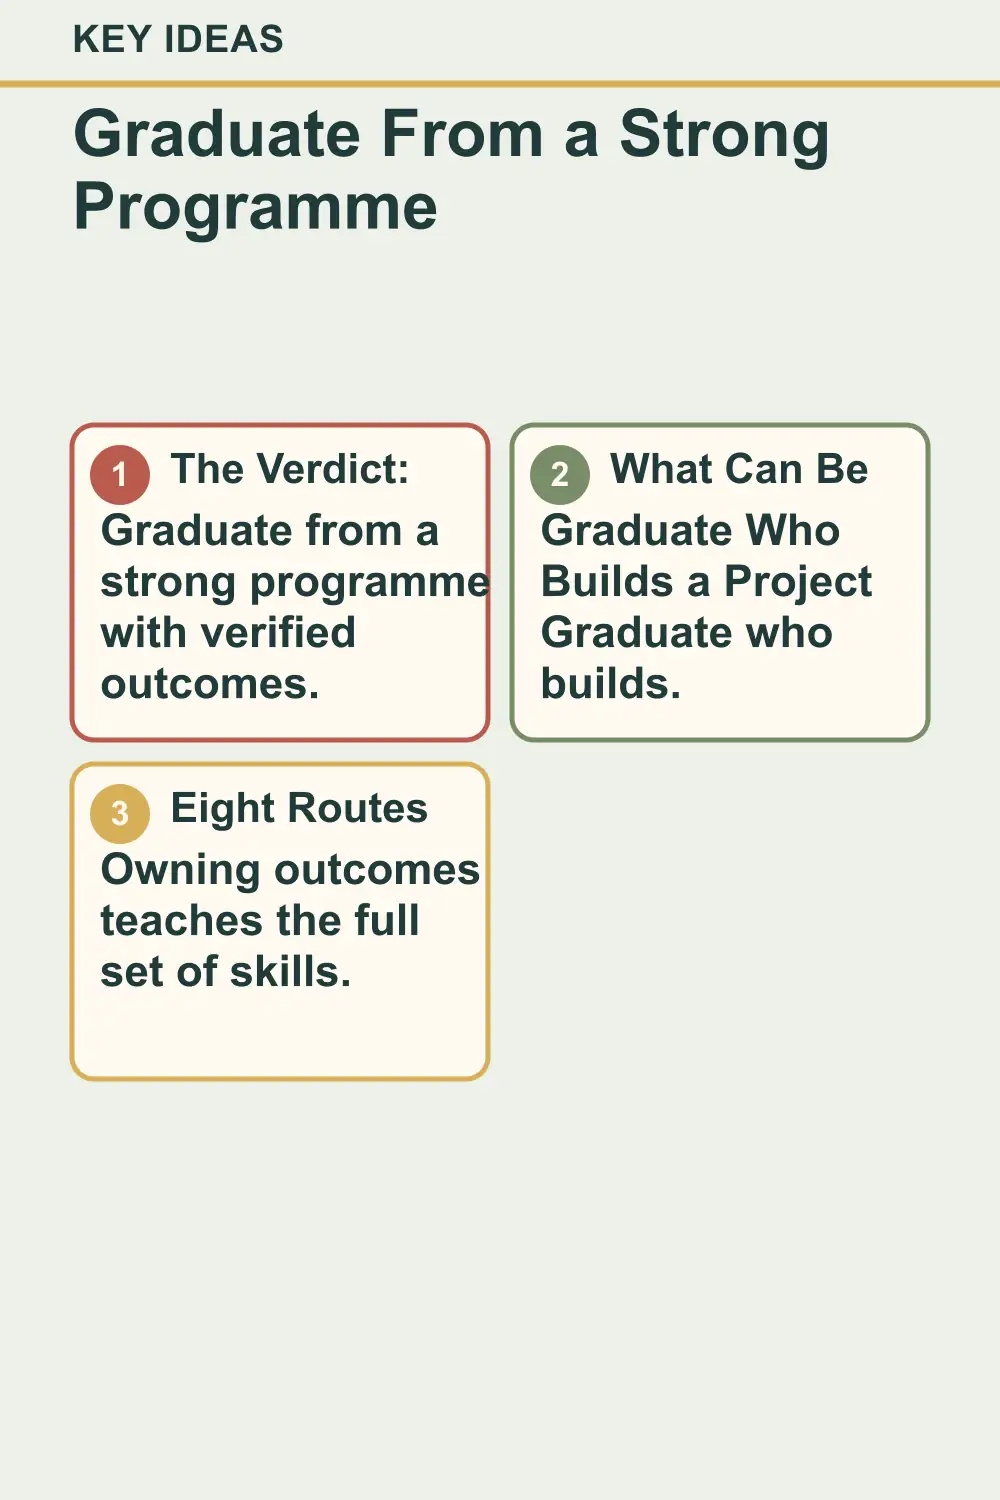 KEY IDEAS
Graduate From a Strong
Programme
1 The Verdict:
Graduate from a
strong programme
with verified
outcomes.
2 What Can Be
Graduate Who
Builds a Project
Graduate who
builds.
3 Eight Routes
Owning outcomes
teaches the full
set of skills.